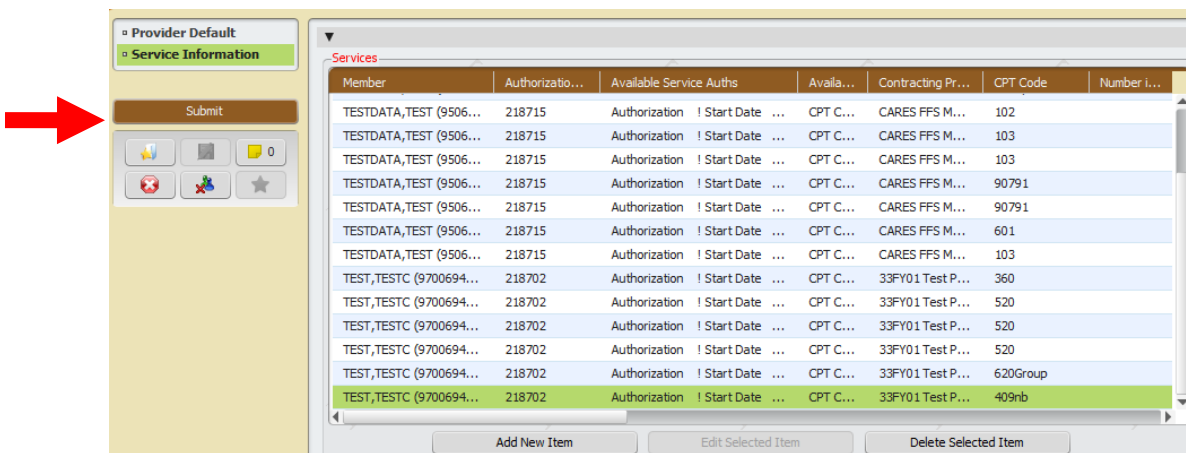 Provider Default
Service Information
Submit
0
Services
Member Authorizatio... Available Service Auths Availa... Contracting Pr... CPT Code Number i...
TESTDATA,TEST (9506... 218715 Authorization ! Start Date ... CPT C... CARES FFS M... 102
TESTDATA,TEST (9506... 218715 Authorization ! Start Date ... CPT C... CARES FFS M... 103
TESTDATA,TEST (9506... 218715 Authorization ! Start Date ... CPT C... CARES FFS M... 103
TESTDATA,TEST (9506... 218715 Authorization ! Start Date ... CPT C... CARES FFS M... 90791
TESTDATA,TEST (9506... 218715 Authorization ! Start Date ... CPT C... CARES FFS M... 90791
TESTDATA,TEST (9506... 218715 Authorization ! Start Date ... CPT C... CARES FFS M... 601
TESTDATA,TEST (9506... 218715 Authorization ! Start Date ... CPT C... CARES FFS M... 103
TEST,TESTC (9700694... 218702 Authorization ! Start Date ... CPT C... 33FY01 Test P... 360
TEST,TESTC (9700694... 218702 Authorization ! Start Date ... CPT C... 33FY01 Test P... 520
TEST,TESTC (9700694... 218702 Authorization ! Start Date ... CPT C... 33FY01 Test P... 520
TEST,TESTC (9700694... 218702 Authorization ! Start Date ... CPT C... 33FY01 Test P... 520
TEST,TESTC (9700694... 218702 Authorization ! Start Date ... CPT C... 33FY01 Test P... 620Group
TEST,TESTC (9700694... 218702 Authorization ! Start Date ... CPT C... 33FY01 Test P... 409nb
Add New Item Edit Selected Item Delete Selected Item